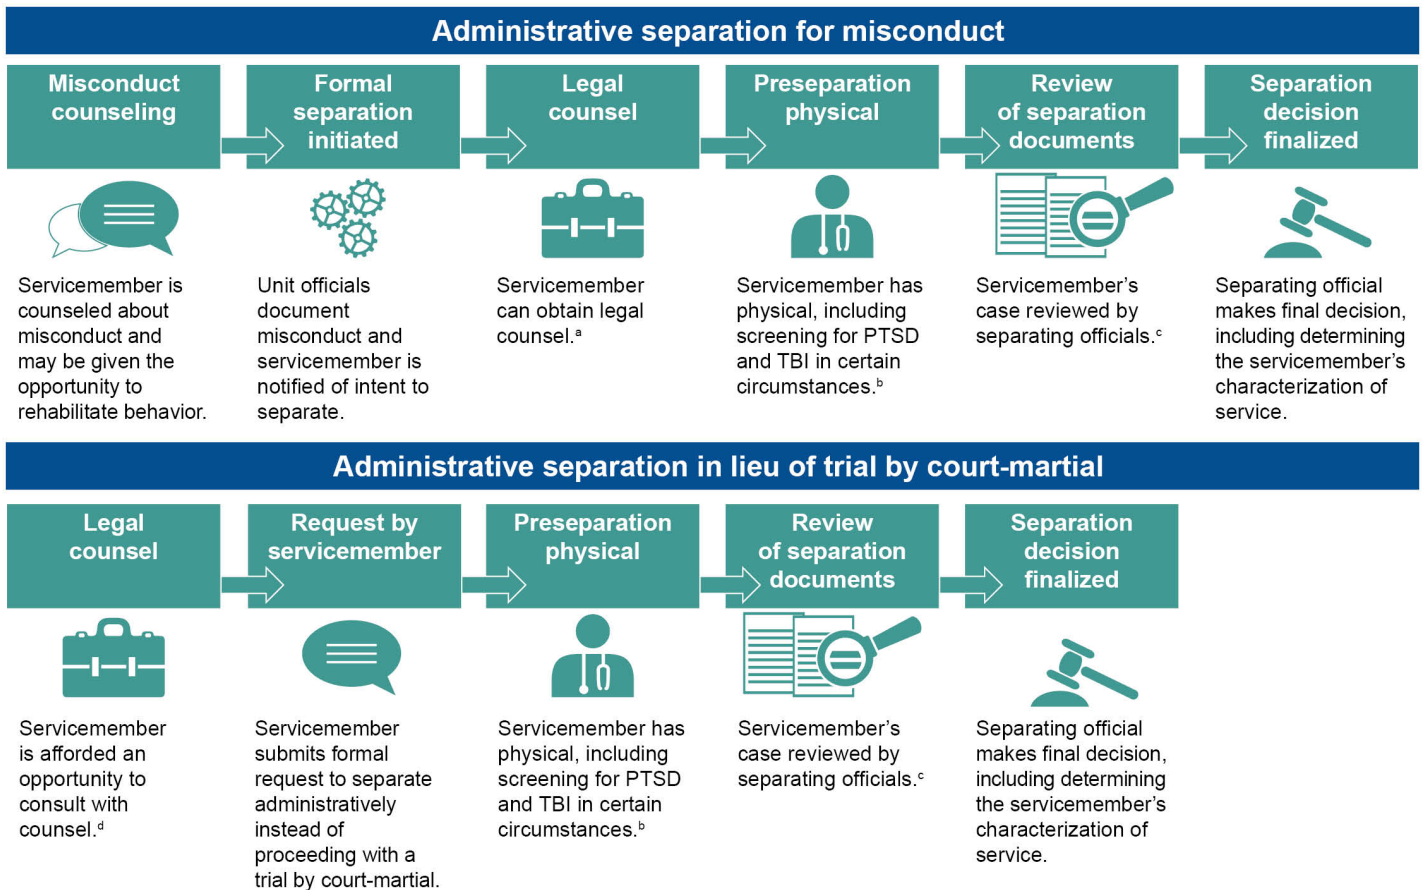 Administrative separation for misconduct
Misconduct
counseling
Formal
separation
initiated
Legal
counsel
Preseparation
physical
Review
of separation
documents
Separation
decision
finalized
Servicemember is
counseled about
misconduct and
may be given the
opportunity to
rehabilitate behavior.
Unit officials
document
misconduct and
servicemember is
notified of intent to
separate.
Servicemember
can obtain legal
counsel.ᵃ
Servicemember has
physical, including
screening for PTSD
and TBI in certain
circumstances.ᵇ
Servicemember’s
case reviewed by
separating officials.ᶜ
Separating official
makes final decision,
including determining
the servicemember’s
characterization of
service.
Administrative separation in lieu of trial by court-martial
Legal
counsel
Request by
servicemember
Preseparation
physical
Review
of separation
documents
Separation
decision
finalized
Servicemember
is afforded an
opportunity to
consult with
counsel.ᵈ
Servicemember
submits formal
request to separate
administratively
instead of
proceeding with a
trial by court-martial.
Servicemember has
physical, including
screening for PTSD
and TBI in certain
circumstances.ᵇ
Servicemember’s
case reviewed by
separating officials.ᶜ
Separating official
makes final decision,
including determining
the servicemember’s
characterization of
service.